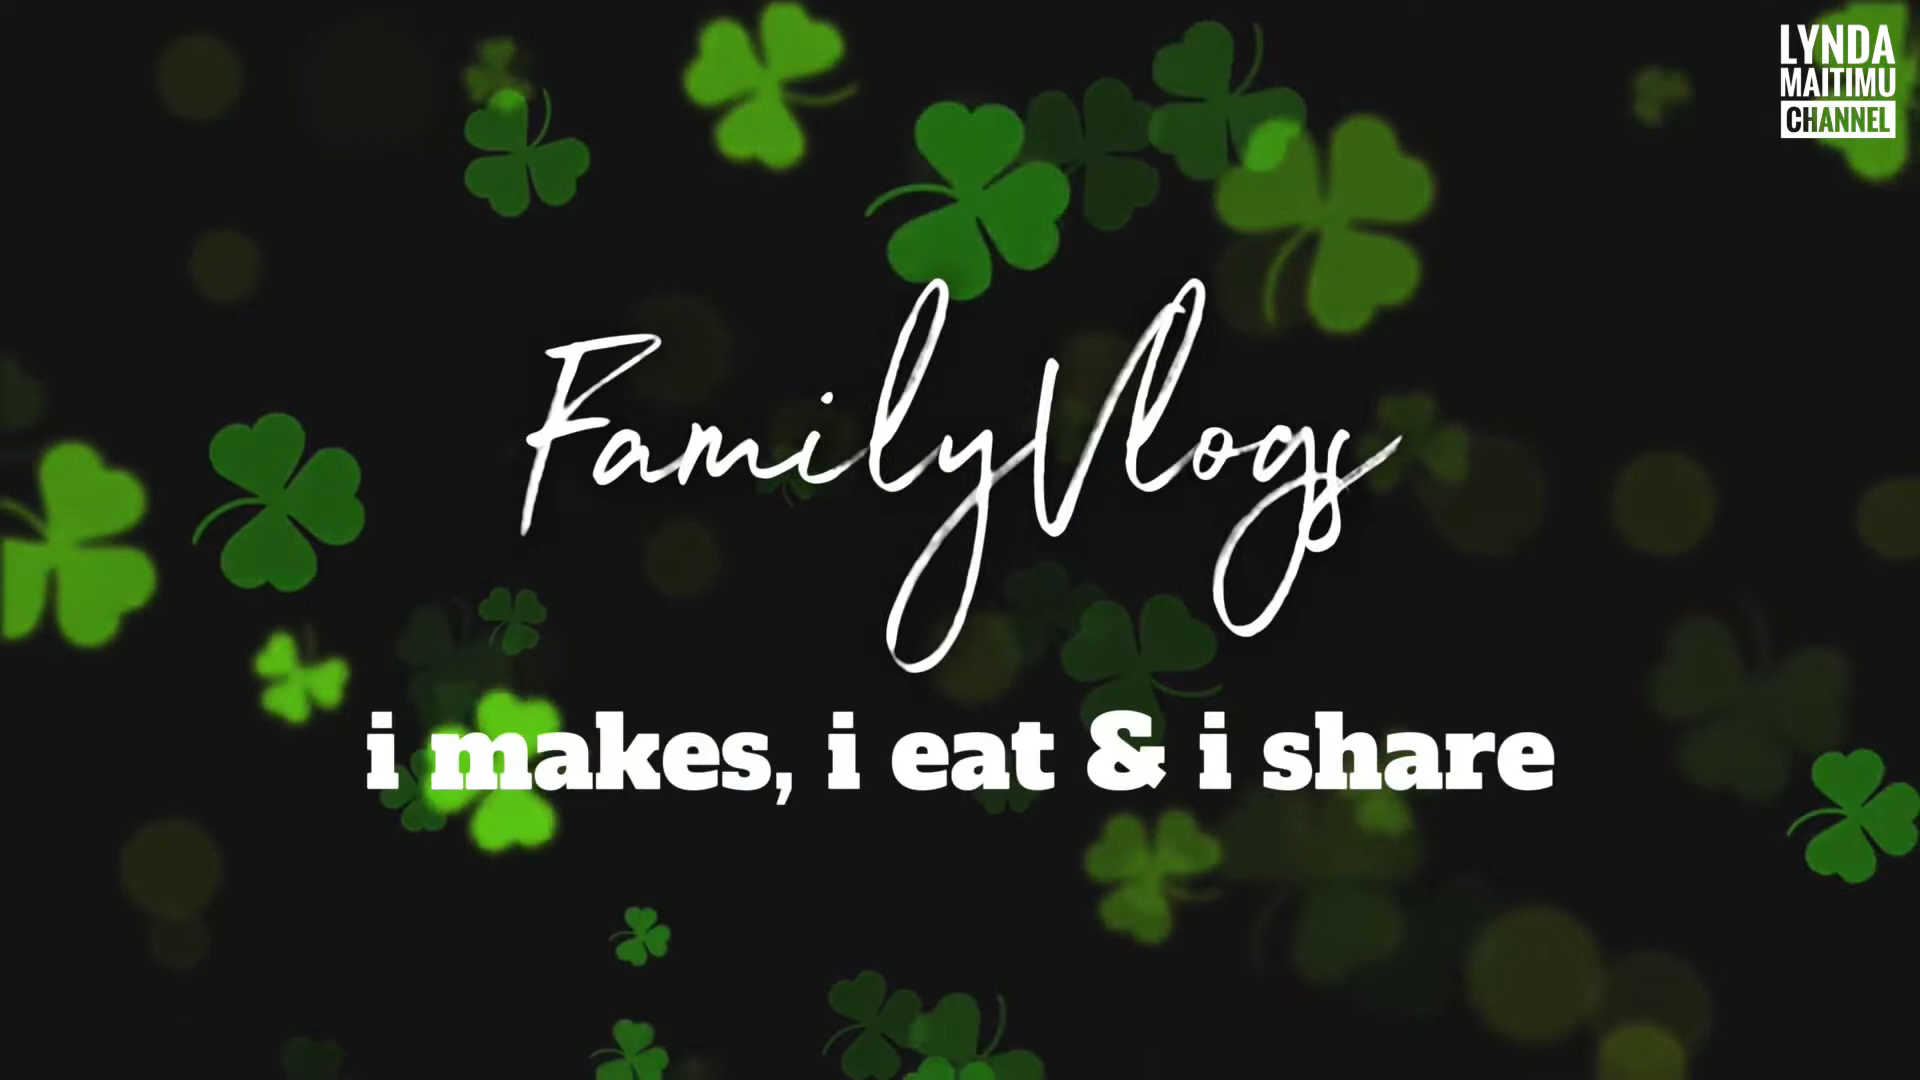 LYNDA
MAITIMU
CHANNEL
FamilyVlogs
i makes, i eat & i share